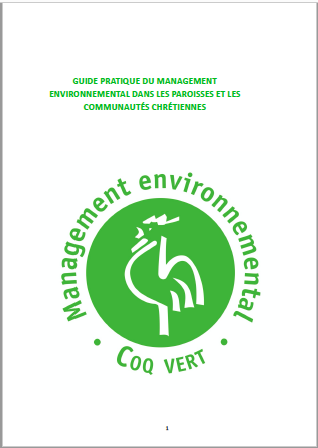 GUIDE PRATIQUE DU MANAGEMENT
ENVIRONNEMENTAL DANS LES PAROISSES ET LES
COMMUNAUTÉS CHRÉTIENNES
Management environnemental
• COQ VERT •
1